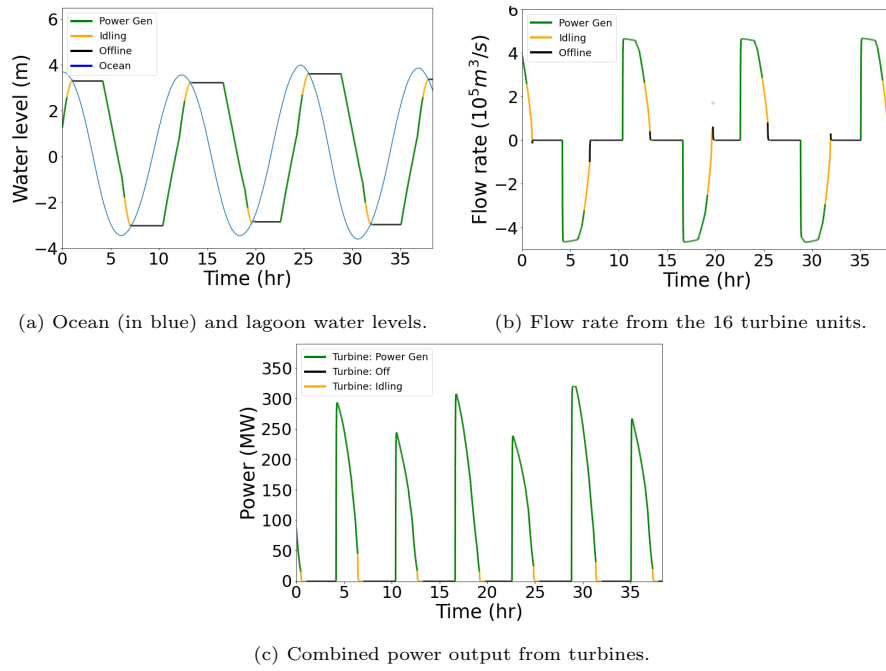 6
4
2
0
−2
−4
Water level (m)
Power Gen
Idling
Offline
Ocean
0 5 10 15 20 25 30 35
Time (hr)
(a) Ocean (in blue) and lagoon water levels.
6
4
2
0
−2
−4
Flow rate (10^5 m^3/s)
Power Gen
Idling
Offline
0 5 10 15 20 25 30 35
Time (hr)
(b) Flow rate from the 16 turbine units.
350
300
250
200
150
100
50
0
Power (MW)
Turbine: Power Gen
Turbine: Off
Turbine: Idling
0 5 10 15 20 25 30 35
Time (hr)
(c) Combined power output from turbines.